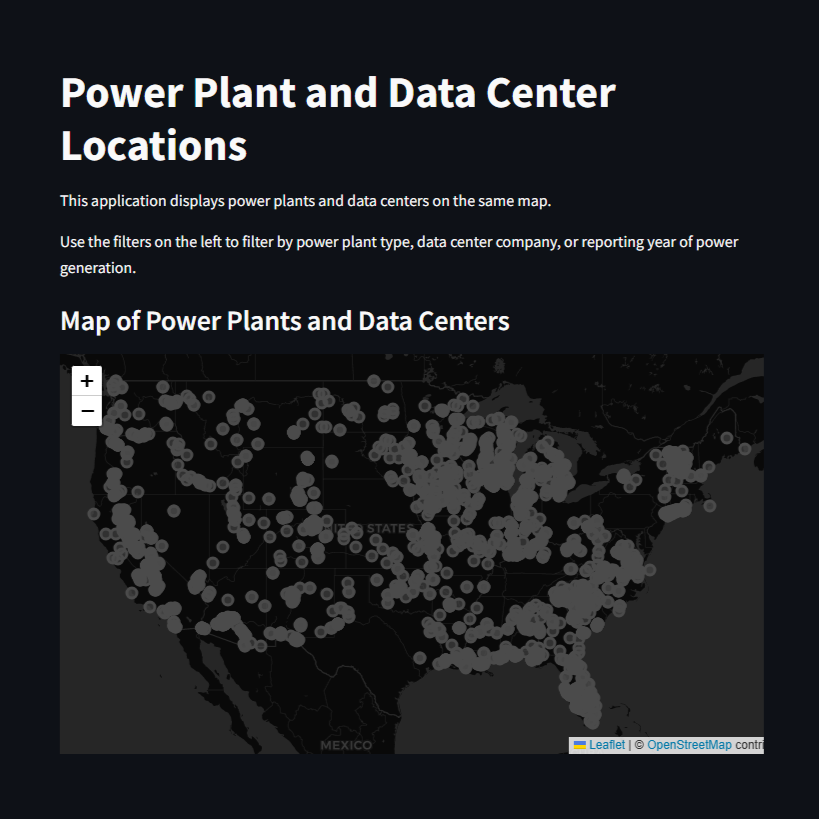 Power Plant and Data Center
Locations
This application displays power plants and data centers on the same map.
Use the filters on the left to filter by power plant type, data center company, or reporting year of power
generation.
Map of Power Plants and Data Centers
+
−
STATES
MEXICO
Leaflet | © OpenStreetMap contri